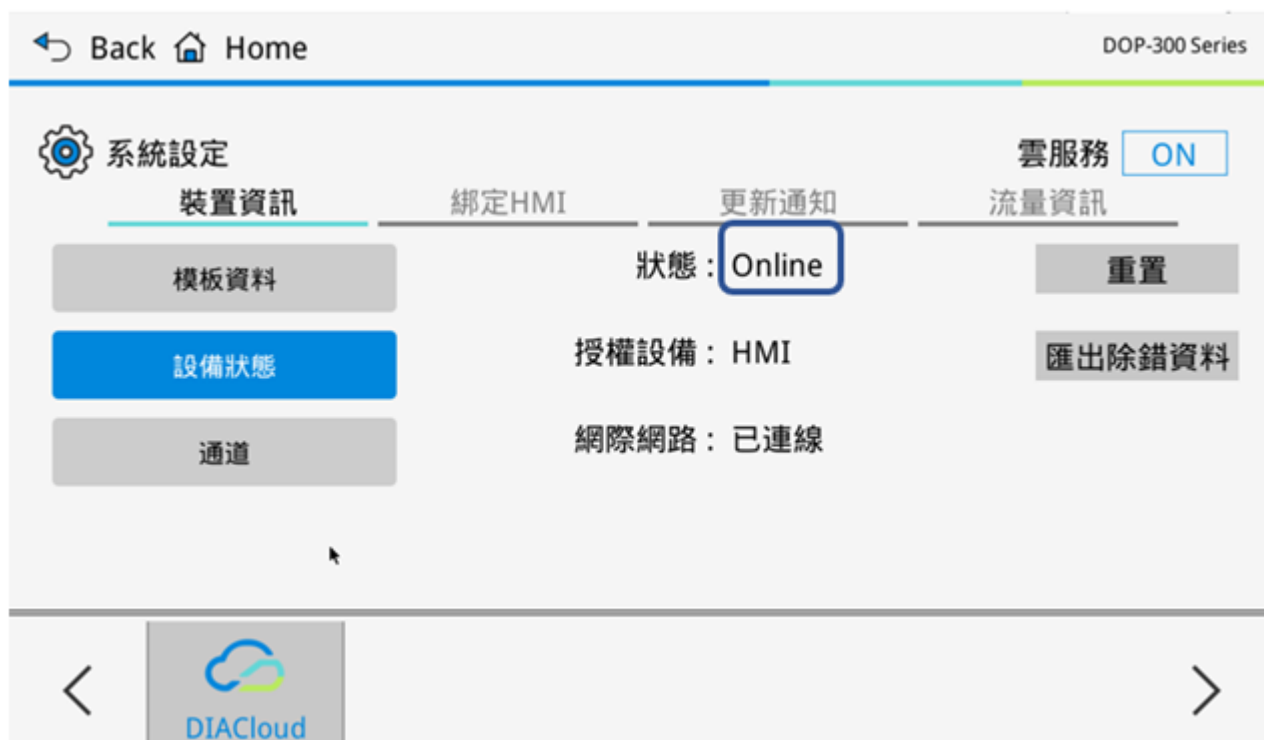 Back Home DOP-300 Series
系統設定 雲服務 ON
裝置資訊 綁定HMI 更新通知 流量資訊
模板資料 狀態：Online 重置
設備狀態 授權設備：HMI 匯出除錯資料
通道 網際網路：已連線
DIACloud